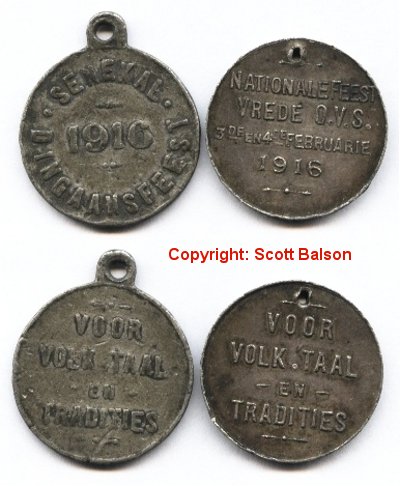 SENEKAL
1916
DINGAANSFEEST
NATIONALE FEEST
VREDE O.V.S.
3DE EN 4DE FEBRUARIE
1916
Copyright: Scott Balson
VOOR
VOLK.TAAL
- EN -
TRADITIES
VOOR
VOLK.TAAL
- EN -
TRADITIES